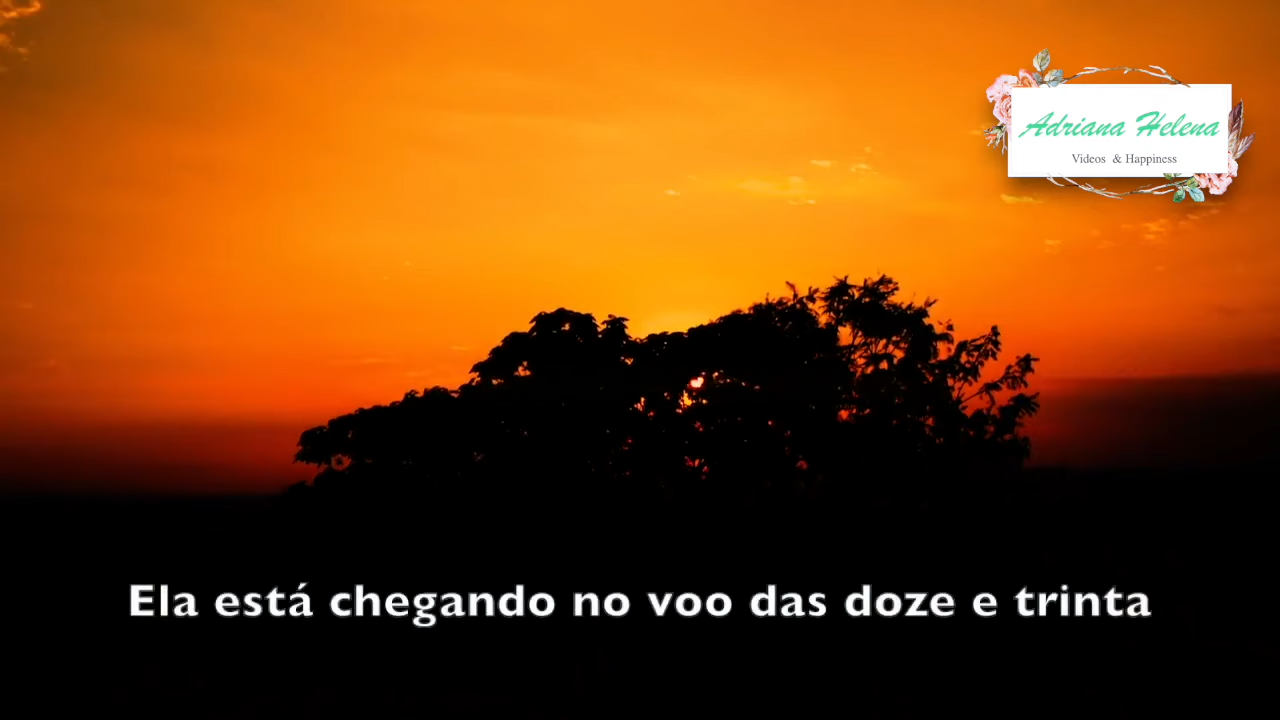 Adriana Helena
Videos & Happiness
Ela está chegando no voo das doze e trinta